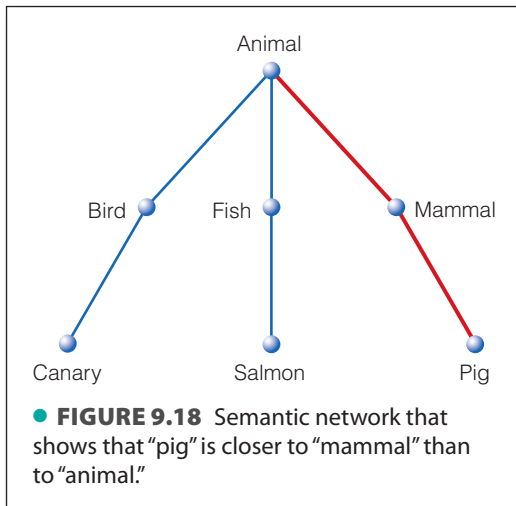 Animal
Bird
Fish
Mammal
Canary
Salmon
Pig
● FIGURE 9.18 Semantic network that
shows that “pig” is closer to “mammal” than
to “animal.”